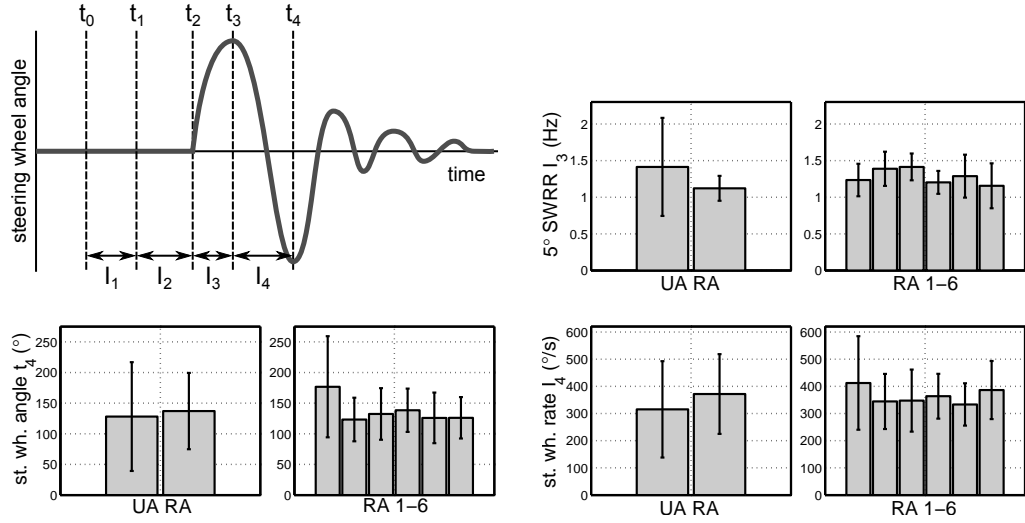 t0 t1 t2 t3 t4
steering wheel angle
time
I1 I2 I3 I4
5° SWRR I3 (Hz)
2
1.5
1
0.5
0
UA RA
2
1.5
1
0.5
0
RA 1–6
st. wh. angle t4 (°)
250
200
150
100
50
0
UA RA
250
200
150
100
50
0
RA 1–6
st. wh. rate I4 (°/s)
600
500
400
300
200
100
0
UA RA
600
500
400
300
200
100
0
RA 1–6